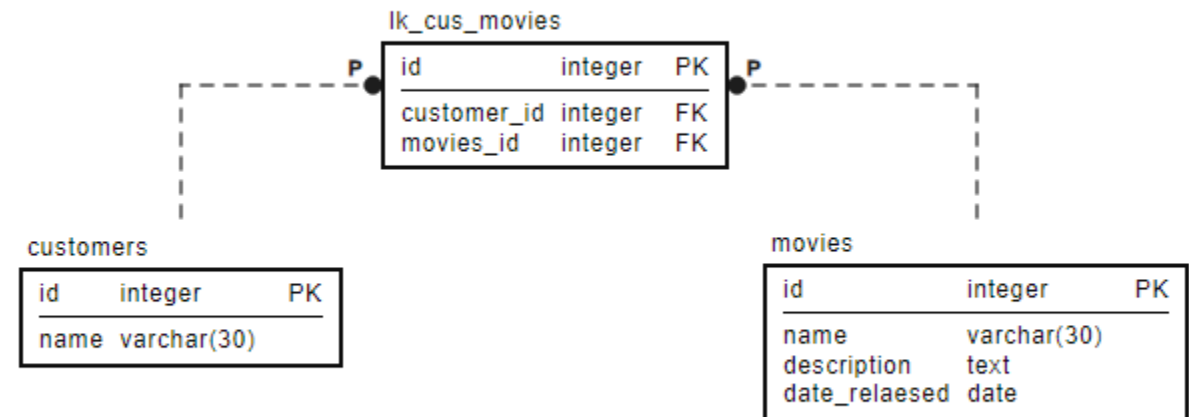 lk_cus_movies
P
id integer PK
P
customer_id integer FK
movies_id integer FK
customers
id integer PK
name varchar(30)
movies
id integer PK
name varchar(30)
description text
date_relaesed date